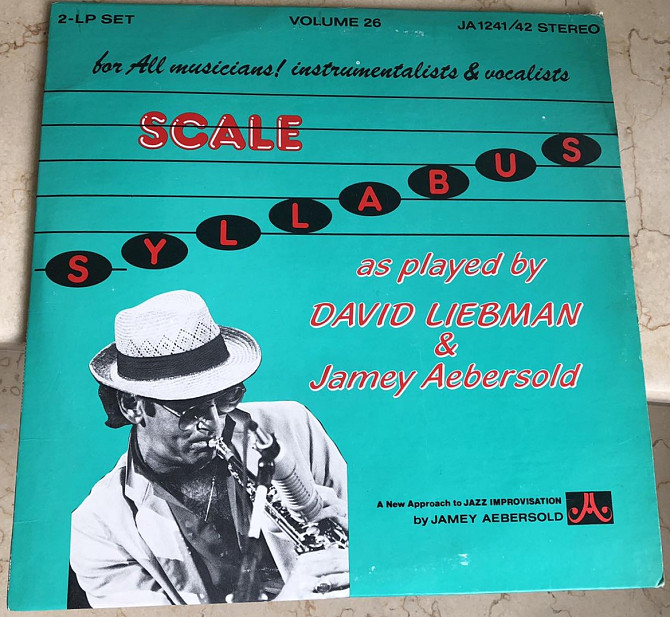 2-LP SET VOLUME 26 JA1241/42 STEREO
for All musicians! instrumentalists & vocalists
SCALE
SYLLABUS
as played by
DAVID LIEBMAN
&
Jamey Aebersold
A New Approach to JAZZ IMPROVISATION
by JAMEY AEBERSOLD
JA